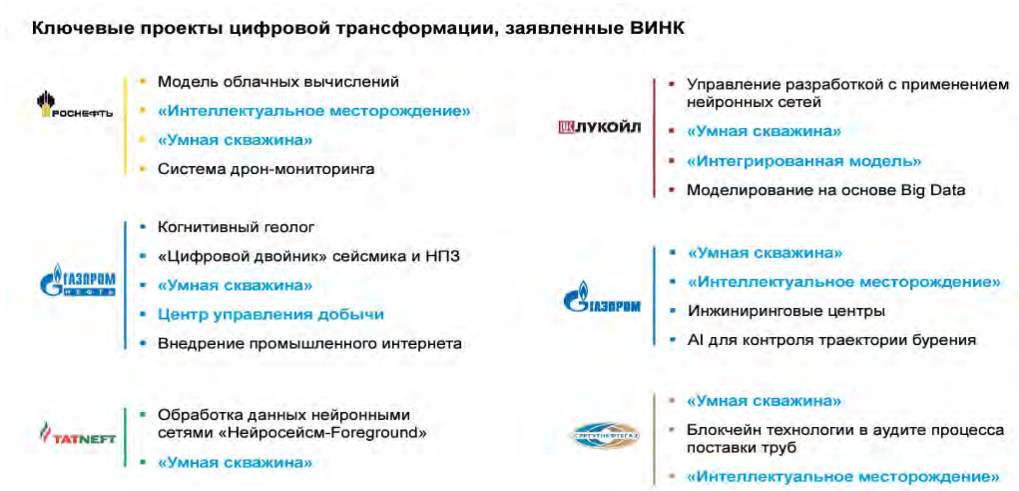 Ключевые проекты цифровой трансформации, заявленные ВИНК
РОСНЕФТЬ
Модель облачных вычислений
«Интеллектуальное месторождение»
«Умная скважина»
Система дрон-мониторинга
ЛУКОЙЛ
Управление разработкой с применением
нейронных сетей
«Умная скважина»
«Интегрированная модель»
Моделирование на основе Big Data
ГАЗПРОМ
НЕФТЬ
Когнитивный геолог
«Цифровой двойник» сейсмика и НПЗ
«Умная скважина»
Центр управления добычи
Внедрение промышленного интернета
ГАЗПРОМ
«Умная скважина»
«Интеллектуальное месторождение»
Инжиниринговые центры
AI для контроля траектории бурения
TATNEFT
Обработка данных нейронными
сетями «Нейросейсм-Foreground»
«Умная скважина»
СУРГУТНЕФТЕГАЗ
«Умная скважина»
Блокчейн технологии в аудите процесса
поставки труб
«Интеллектуальное месторождение»